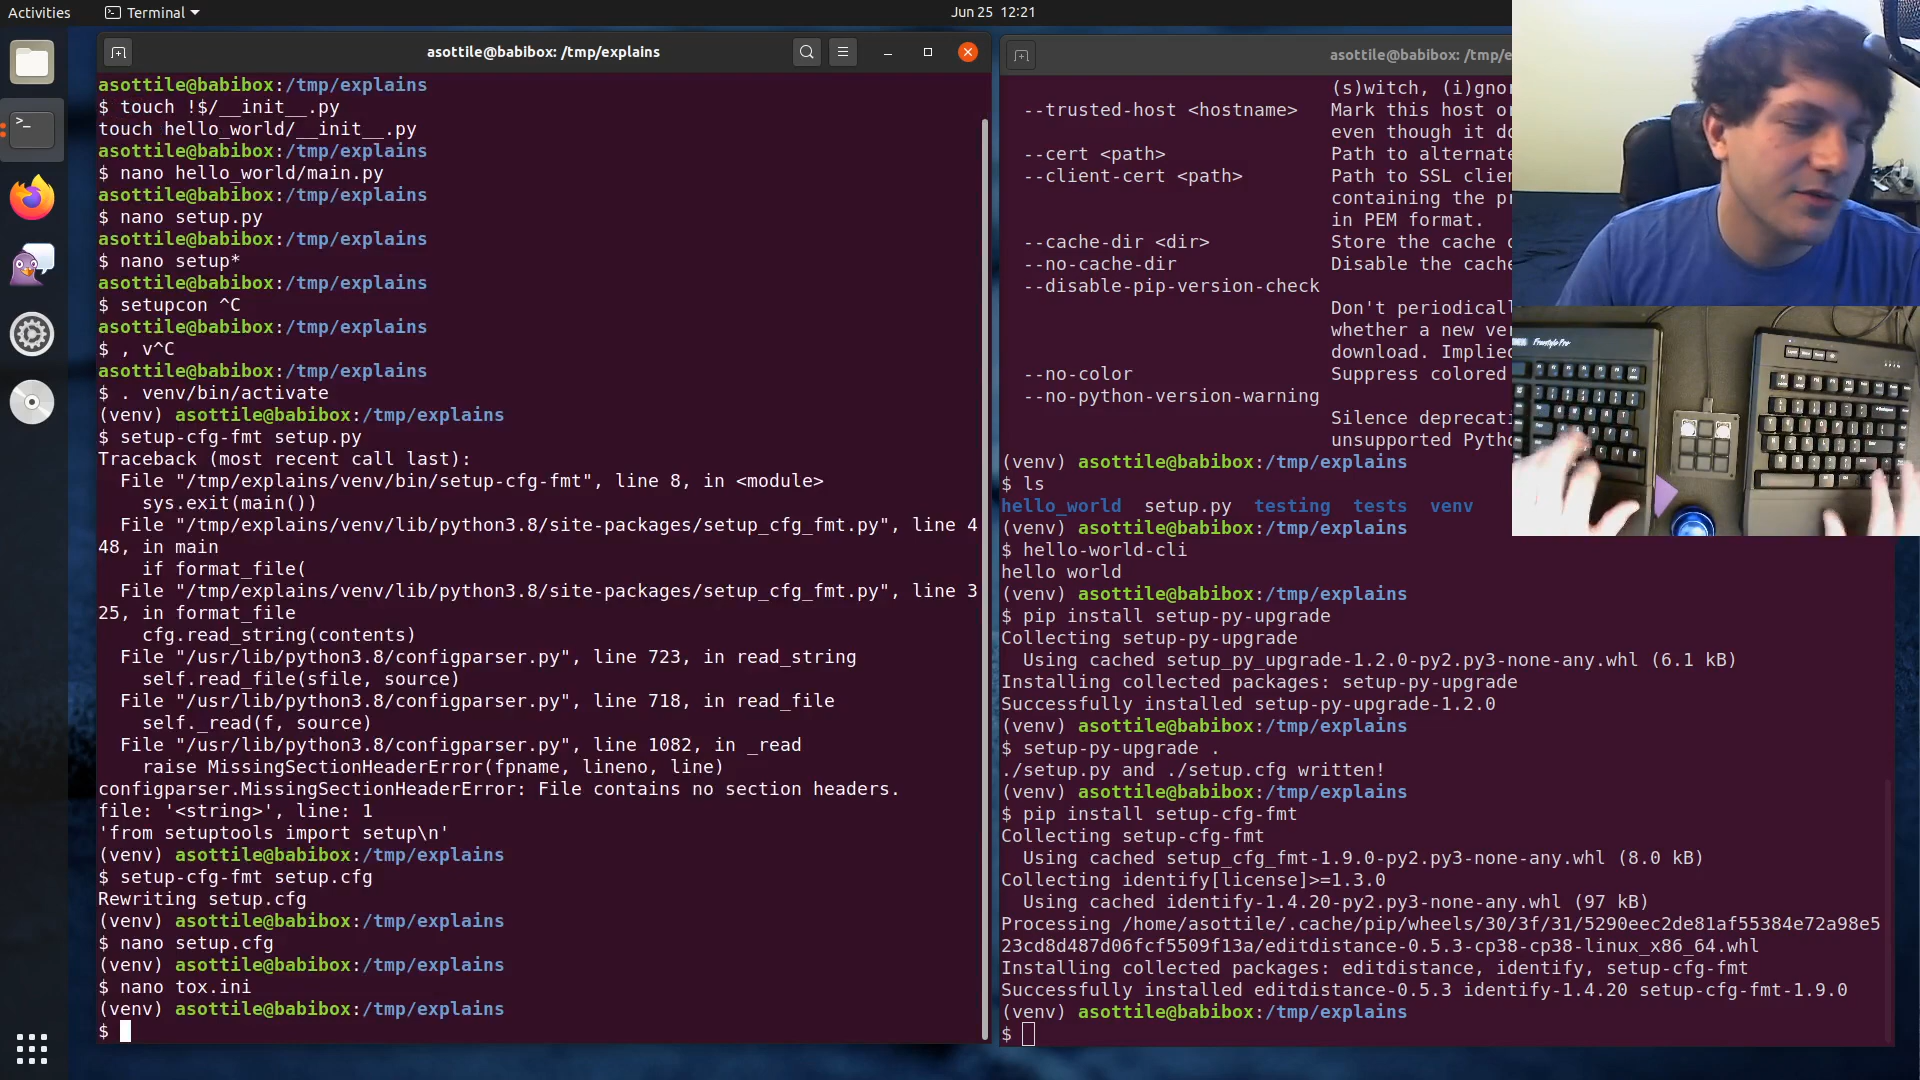 Activities
Terminal
Jun 25 12:21
asottile@babibox: /tmp/explains
asottile@babibox:/tmp/explains
$ touch !$/__init__.py
touch hello_world/__init__.py
asottile@babibox:/tmp/explains
$ nano hello_world/main.py
asottile@babibox:/tmp/explains
$ nano setup.py
asottile@babibox:/tmp/explains
$ nano setup*
asottile@babibox:/tmp/explains
$ setupcon ^C
asottile@babibox:/tmp/explains
$ , v^C
asottile@babibox:/tmp/explains
$ . venv/bin/activate
(venv) asottile@babibox:/tmp/explains
$ setup-cfg-fmt setup.py
Traceback (most recent call last):
  File "/tmp/explains/venv/bin/setup-cfg-fmt", line 8, in <module>
    sys.exit(main())
  File "/tmp/explains/venv/lib/python3.8/site-packages/setup_cfg_fmt.py", line 4
48, in main
    if format_file(
  File "/tmp/explains/venv/lib/python3.8/site-packages/setup_cfg_fmt.py", line 3
25, in format_file
    cfg.read_string(contents)
  File "/usr/lib/python3.8/configparser.py", line 723, in read_string
    self.read_file(sfile, source)
  File "/usr/lib/python3.8/configparser.py", line 718, in read_file
    self._read(f, source)
  File "/usr/lib/python3.8/configparser.py", line 1082, in _read
    raise MissingSectionHeaderError(fpname, lineno, line)
configparser.MissingSectionHeaderError: File contains no section headers.
file: '<string>', line: 1
'from setuptools import setup\n'
(venv) asottile@babibox:/tmp/explains
$ setup-cfg-fmt setup.cfg
Rewriting setup.cfg
(venv) asottile@babibox:/tmp/explains
$ nano setup.cfg
(venv) asottile@babibox:/tmp/explains
$ nano tox.ini
(venv) asottile@babibox:/tmp/explains
$
asottile@babibox: /tmp/e
(s)witch, (i)gnor
--trusted-host <hostname> Mark this host or
even though it do
--cert <path> Path to alternate
--client-cert <path> Path to SSL clien
containing the pr
in PEM format.
--cache-dir <dir> Store the cache d
--no-cache-dir Disable the cache
--disable-pip-version-check
Don't periodicall
whether a new ver
download. Implied
--no-color Suppress colored
--no-python-version-warning
Silence deprecati
unsupported Pytho
(venv) asottile@babibox:/tmp/explains
$ ls
hello_world setup.py testing tests venv
(venv) asottile@babibox:/tmp/explains
$ hello-world-cli
hello world
(venv) asottile@babibox:/tmp/explains
$ pip install setup-py-upgrade
Collecting setup-py-upgrade
  Using cached setup_py_upgrade-1.2.0-py2.py3-none-any.whl (6.1 kB)
Installing collected packages: setup-py-upgrade
Successfully installed setup-py-upgrade-1.2.0
(venv) asottile@babibox:/tmp/explains
$ setup-py-upgrade .
./setup.py and ./setup.cfg written!
(venv) asottile@babibox:/tmp/explains
$ pip install setup-cfg-fmt
Collecting setup-cfg-fmt
  Using cached setup_cfg_fmt-1.9.0-py2.py3-none-any.whl (8.0 kB)
Collecting identify[license]>=1.3.0
  Using cached identify-1.4.20-py2.py3-none-any.whl (97 kB)
Processing /home/asottile/.cache/pip/wheels/30/3f/31/5290eec2de81af55384e72a98e5
23cd8d487d06fcf5509f13a/editdistance-0.5.3-cp38-cp38-linux_x86_64.whl
Installing collected packages: editdistance, identify, setup-cfg-fmt
Successfully installed editdistance-0.5.3 identify-1.4.20 setup-cfg-fmt-1.9.0
(venv) asottile@babibox:/tmp/explains
$
Freestyle Pro